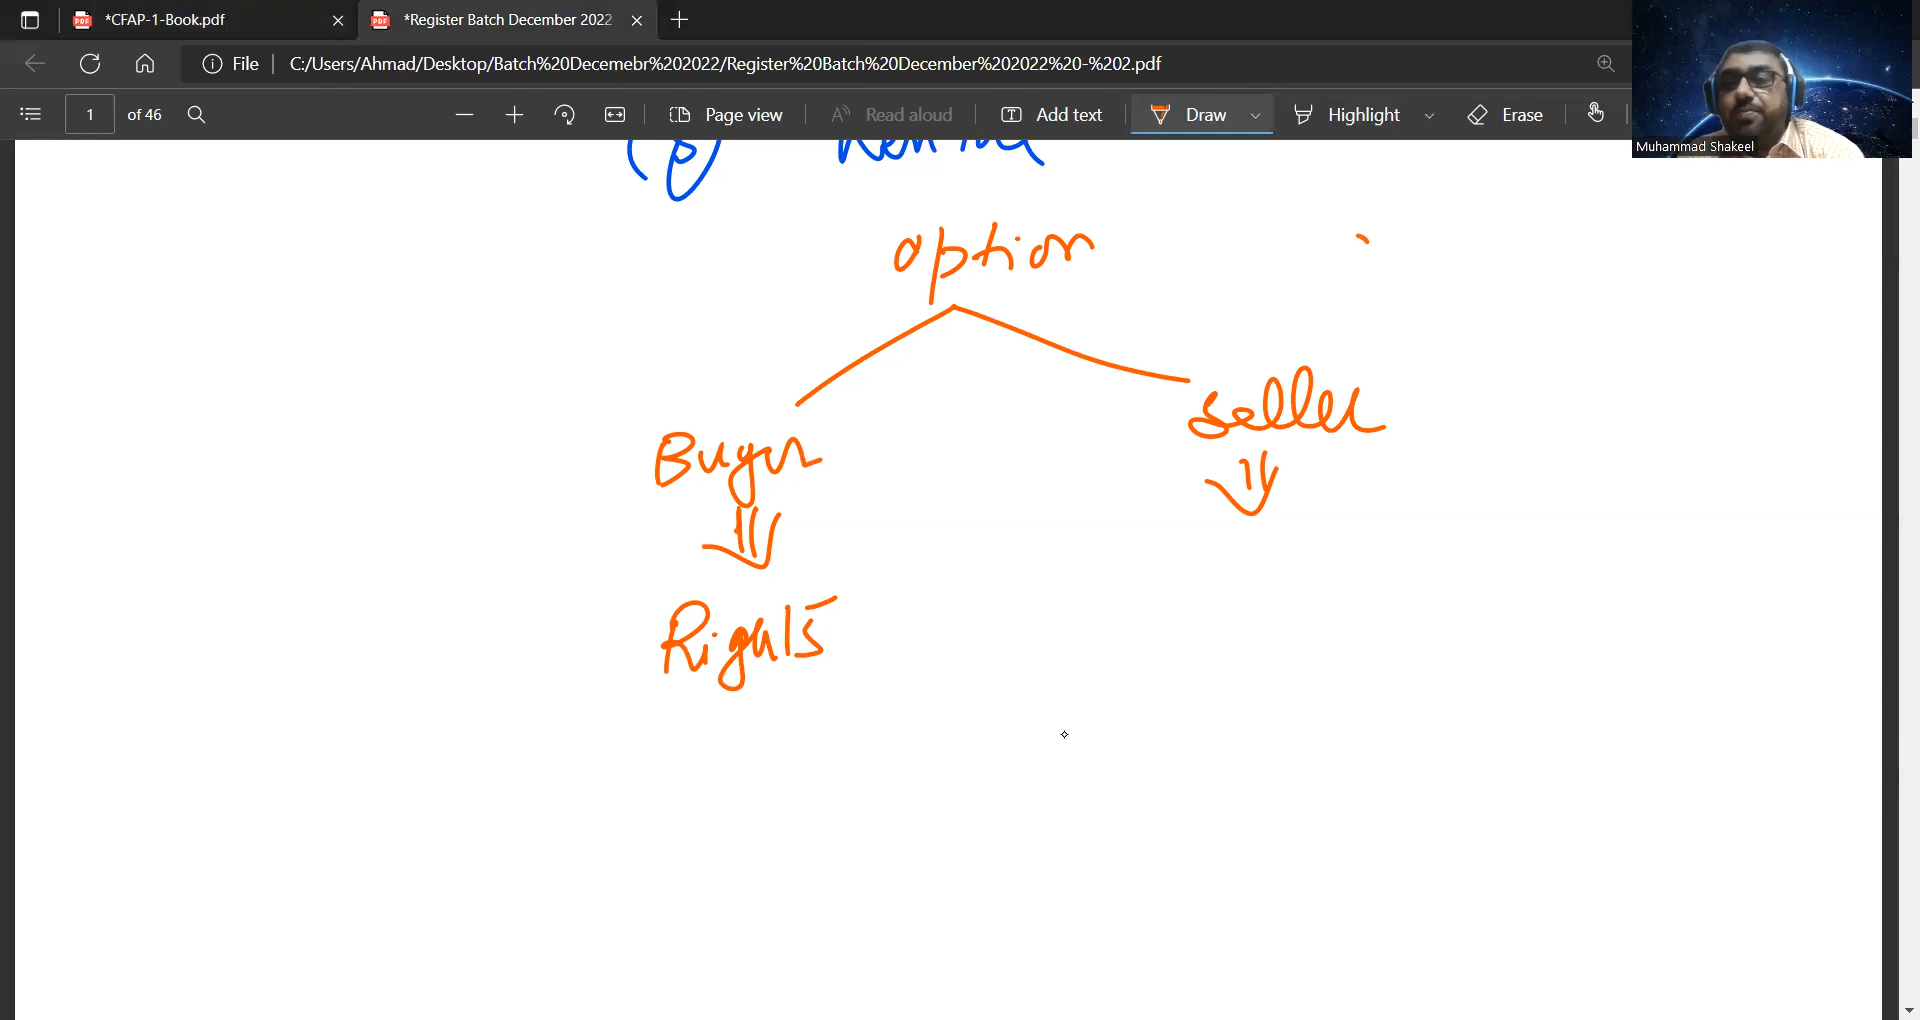 *CFAP-1-Book.pdf
*Register Batch December 2022
File
C:/Users/Ahmad/Desktop/Batch%20Decemebr%202022/Register%20Batch%20December%202022%20-%202.pdf
1 of 46
Page view
Read aloud
Add text
Draw
Highlight
Erase
Muhammad Shakeel
option
Buyer
Seller
Rights